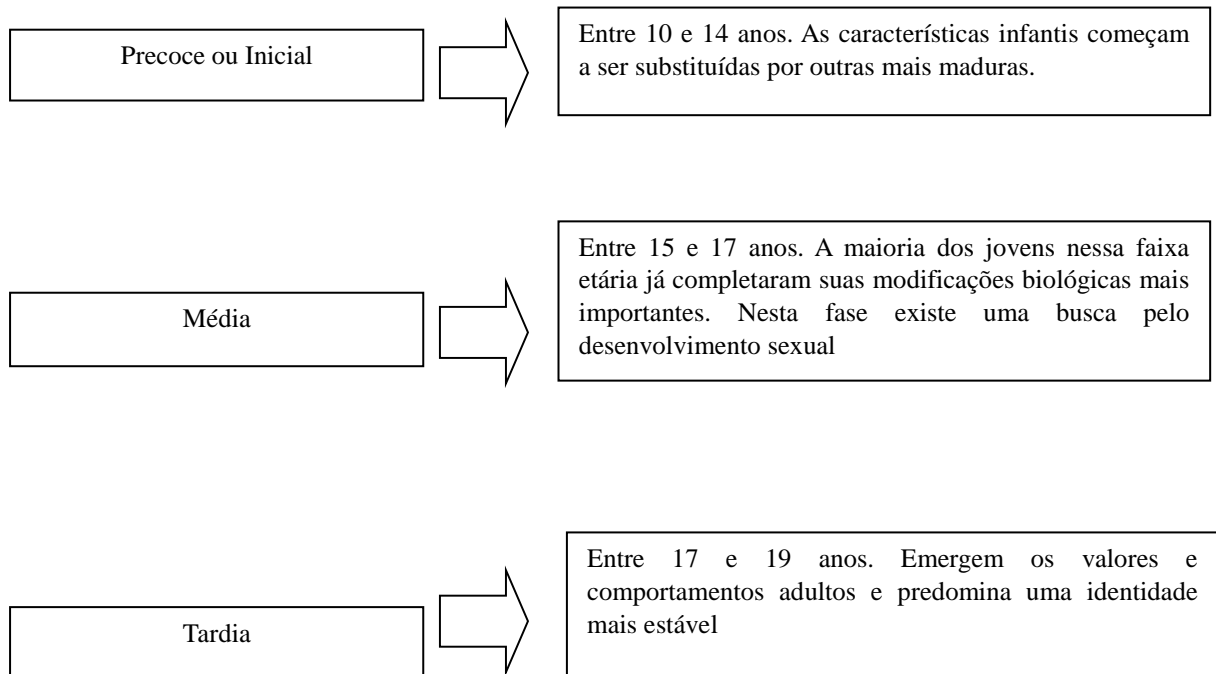 Precoce ou Inicial
Entre 10 e 14 anos. As características infantis começam
a ser substituídas por outras mais maduras.
Média
Entre 15 e 17 anos. A maioria dos jovens nessa faixa
etária já completaram suas modificações biológicas mais
importantes. Nesta fase existe uma busca pelo
desenvolvimento sexual
Tardia
Entre 17 e 19 anos. Emergem os valores e
comportamentos adultos e predomina uma identidade
mais estável